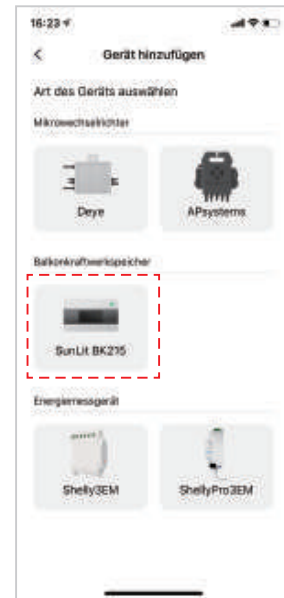 16:23
Gerät hinzufügen
Art des Geräts auswählen
Mikrowechselrichter
Deye APsystems
Balkonkraftwerkspeicher
SunLit BK215
Energiemessgerät
Shelly3EM ShellyPro3EM